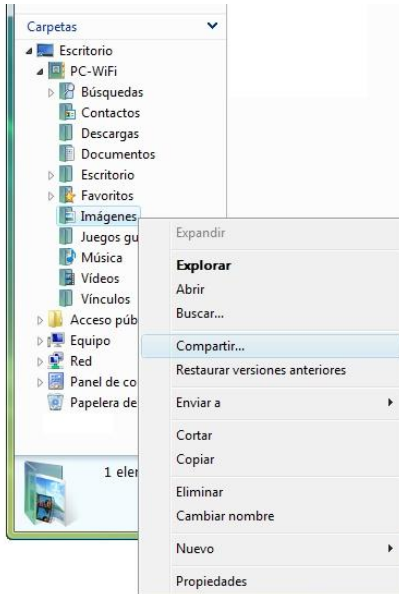 Carpetas
Escritorio
PC-WiFi
Búsquedas
Contactos
Descargas
Documentos
Escritorio
Favoritos
Imágenes
Juegos gu
Música
Vídeos
Vínculos
Acceso púb
Equipo
Red
Panel de co
Papelera de
1 eler
Expandir
Explorar
Abrir
Buscar...
Compartir...
Restaurar versiones anteriores
Enviar a
Cortar
Copiar
Eliminar
Cambiar nombre
Nuevo
Propiedades